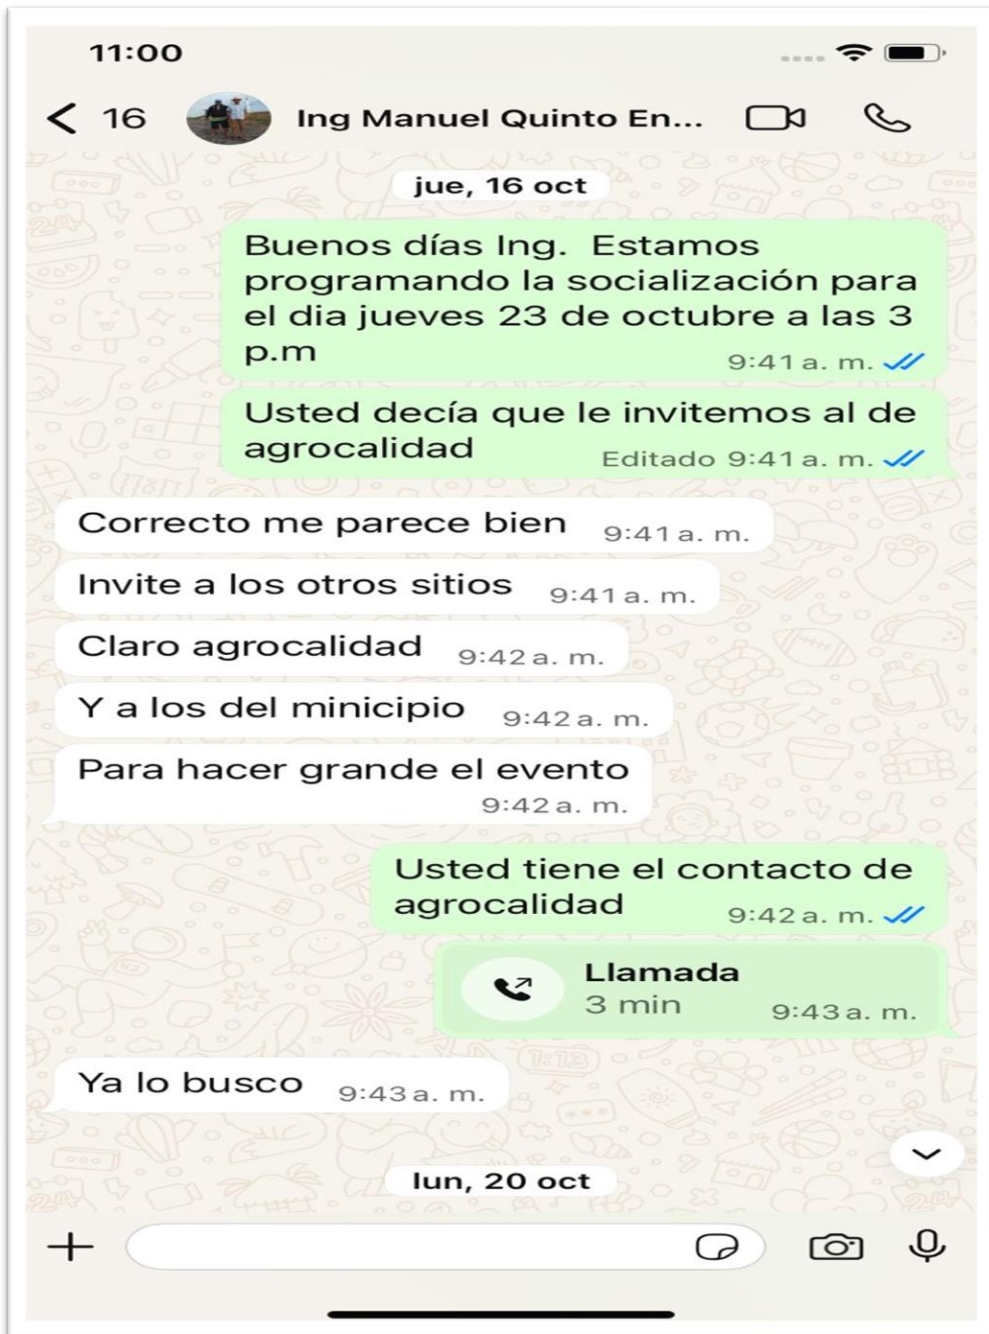 11:00
16 Ing Manuel Quinto En...
jue, 16 oct
Buenos días Ing.  Estamos
programando la socialización para
el dia jueves 23 de octubre a las 3
p.m
9:41 a. m.
Usted decía que le invitemos al de
agrocalidad
Editado 9:41 a. m.
Correcto me parece bien 9:41 a. m.
Invite a los otros sitios 9:41 a. m.
Claro agrocalidad 9:42 a. m.
Y a los del minicipio 9:42 a. m.
Para hacer grande el evento
9:42 a. m.
Usted tiene el contacto de
agrocalidad 9:42 a. m.
Llamada
3 min 9:43 a. m.
Ya lo busco 9:43 a. m.
lun, 20 oct